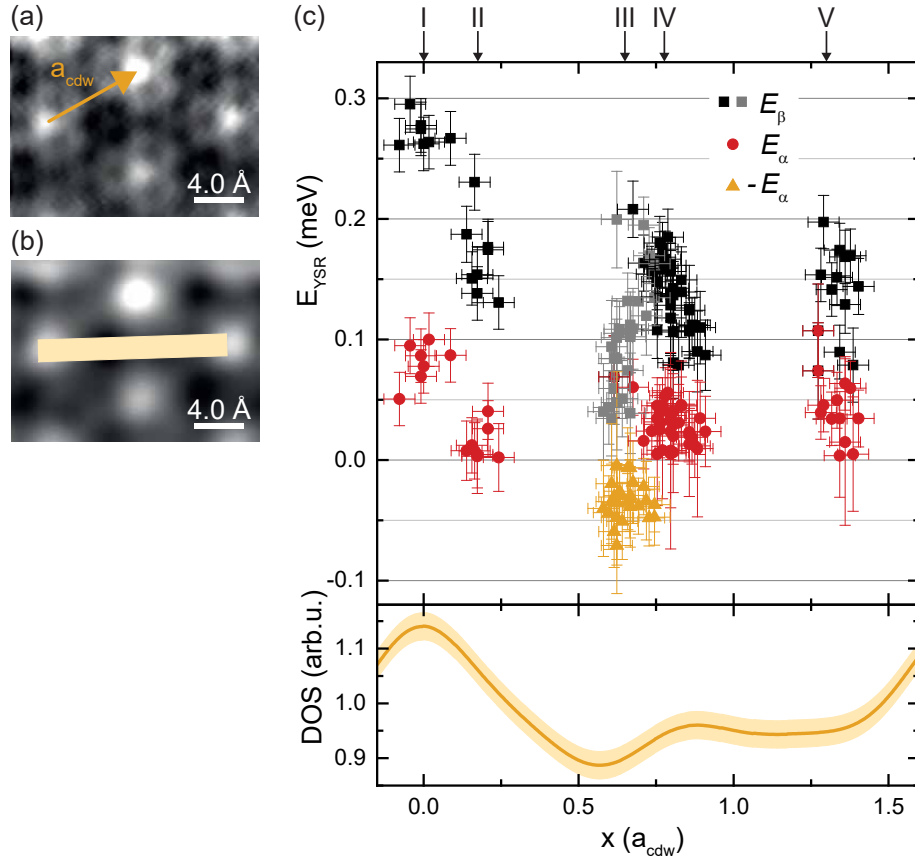 (a)
a_cdw
4.0 Å
(b)
4.0 Å
(c)
I II III IV V
E_YSR (meV)
0.3
0.2
0.1
0.0
-0.1
E_β
E_α
-E_α
DOS (arb.u.)
1.1
1.0
0.9
0.0 0.5 1.0 1.5
x (a_cdw)